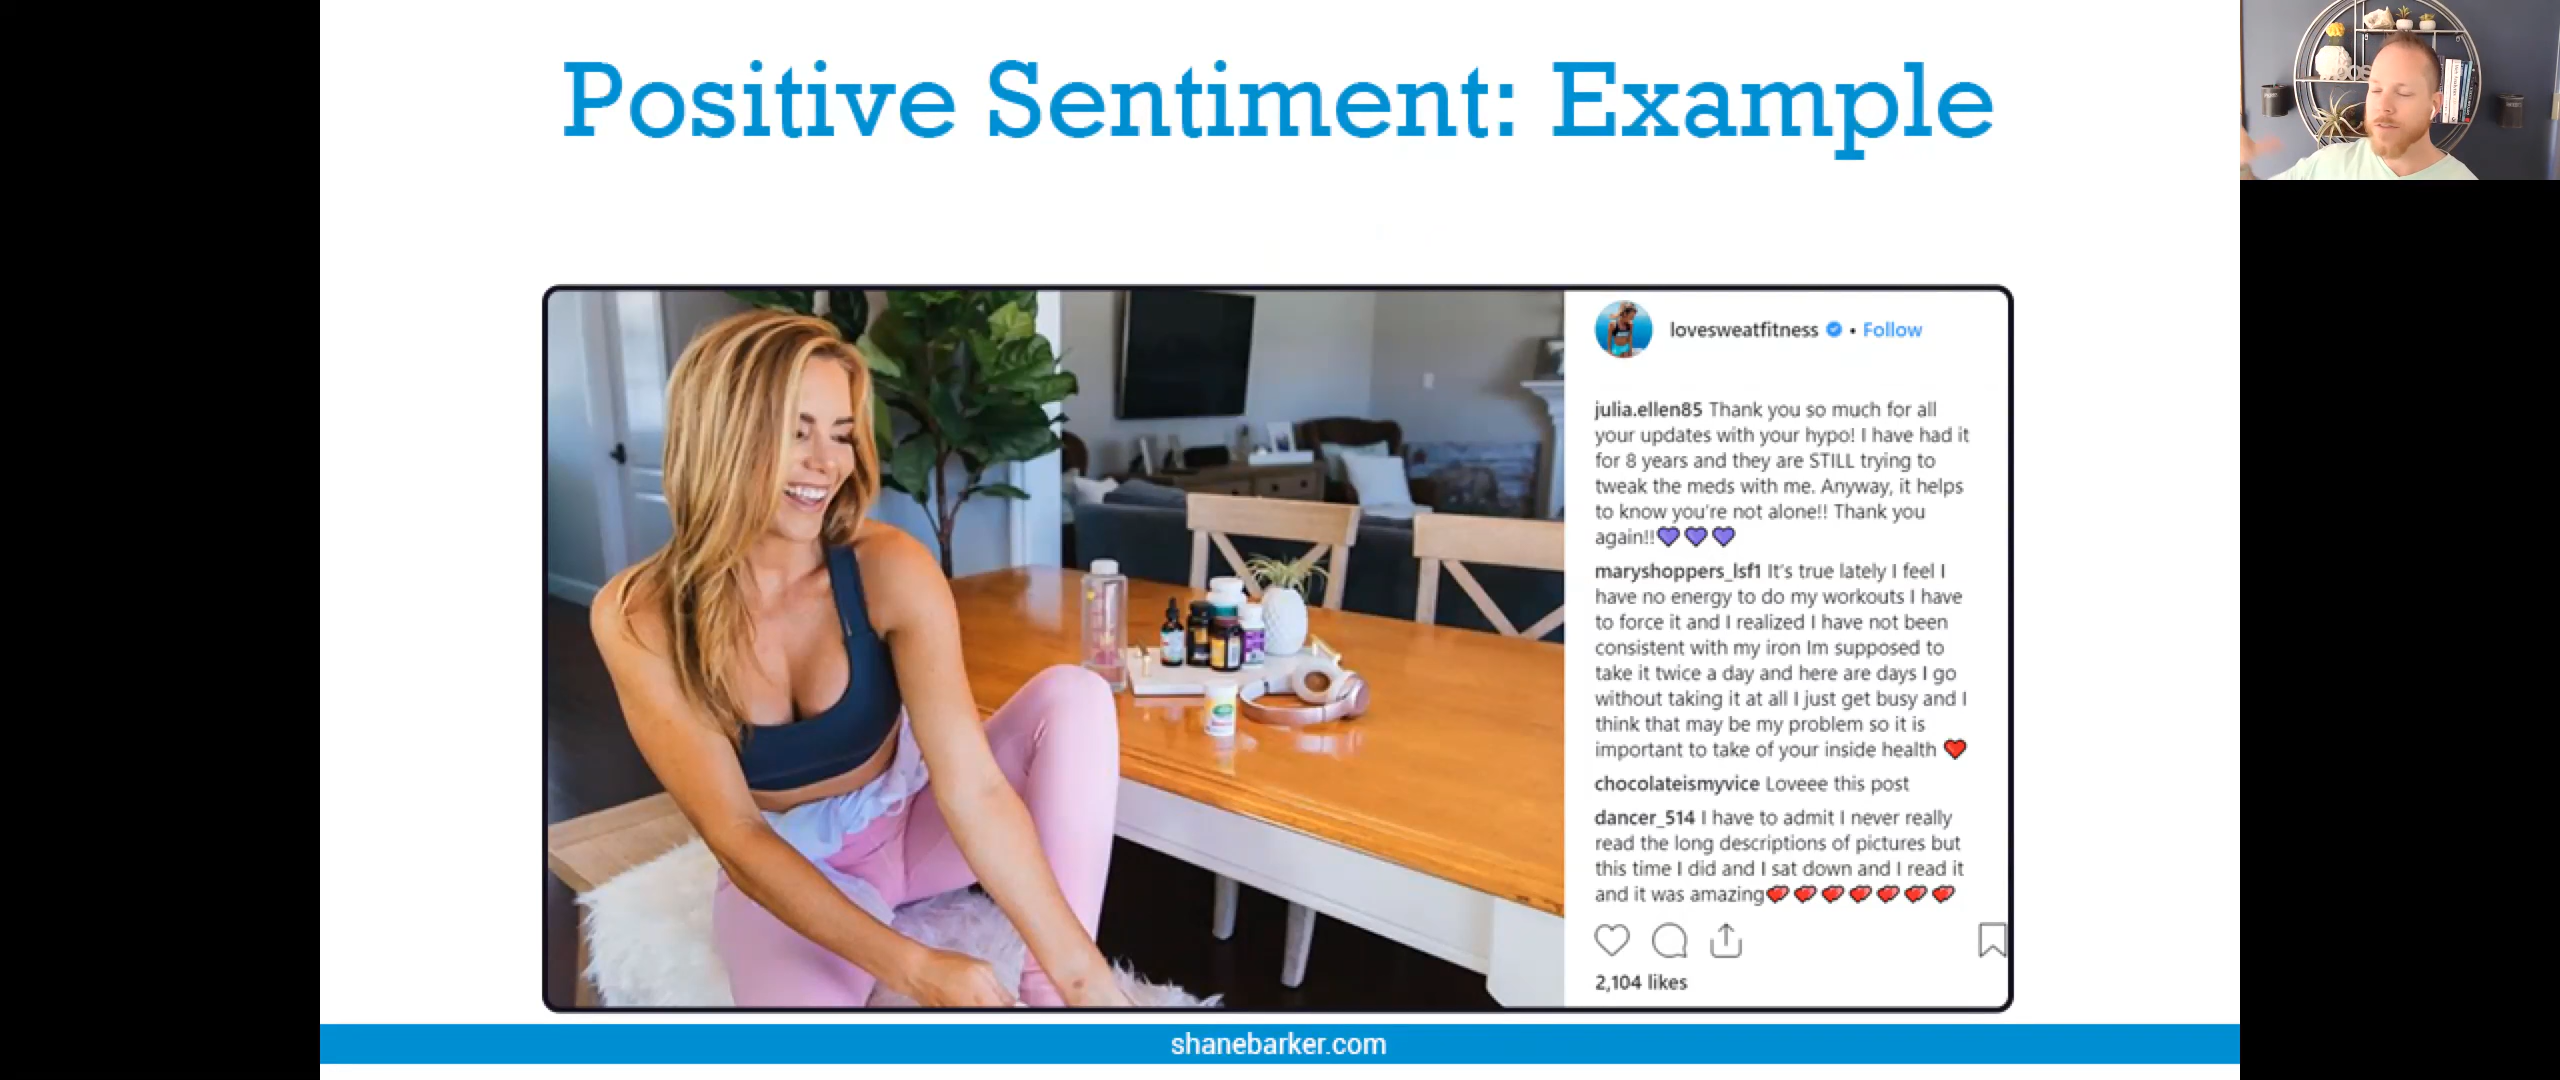 Positive Sentiment: Example
lovesweatfitness • Follow
julia.ellen85 Thank you so much for all
your updates with your hypo! I have had it
for 8 years and they are STILL trying to
tweak the meds with me. Anyway, it helps
to know you're not alone!! Thank you
again!!💜💜💜
maryshoppers_lsf1 It's true lately I feel I
have no energy to do my workouts I have
to force it and I realized I have not been
consistent with my iron Im supposed to
take it twice a day and here are days I go
without taking it at all I just get busy and I
think that may be my problem so it is
important to take of your inside health ❤️
chocolateismyvice Loveee this post
dancer_514 I have to admit I never really
read the long descriptions of pictures but
this time I did and I sat down and I read it
and it was amazing💕💕💕💕💕💕💕
2,104 likes
shanebarker.com